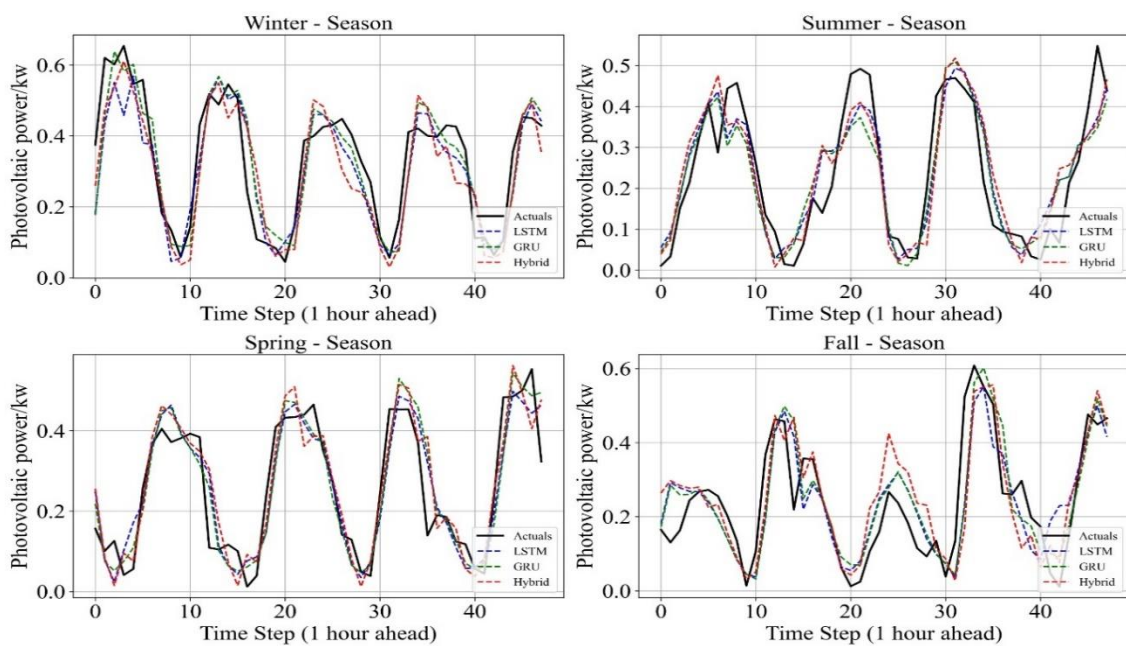 Winter - Season
Photovoltaic power/kw
0.6
0.4
0.2
0.0
0
10
20
30
40
Time Step (1 hour ahead)
Actuals
LSTM
GRU
Hybrid
Summer - Season
Photovoltaic power/kw
0.5
0.4
0.3
0.2
0.1
0.0
0
10
20
30
40
Time Step (1 hour ahead)
Actuals
LSTM
GRU
Hybrid
Spring - Season
Photovoltaic power/kw
0.4
0.2
0.0
0
10
20
30
40
Time Step (1 hour ahead)
Actuals
LSTM
GRU
Hybrid
Fall - Season
Photovoltaic power/kw
0.6
0.4
0.2
0.0
0
10
20
30
40
Time Step (1 hour ahead)
Actuals
LSTM
GRU
Hybrid